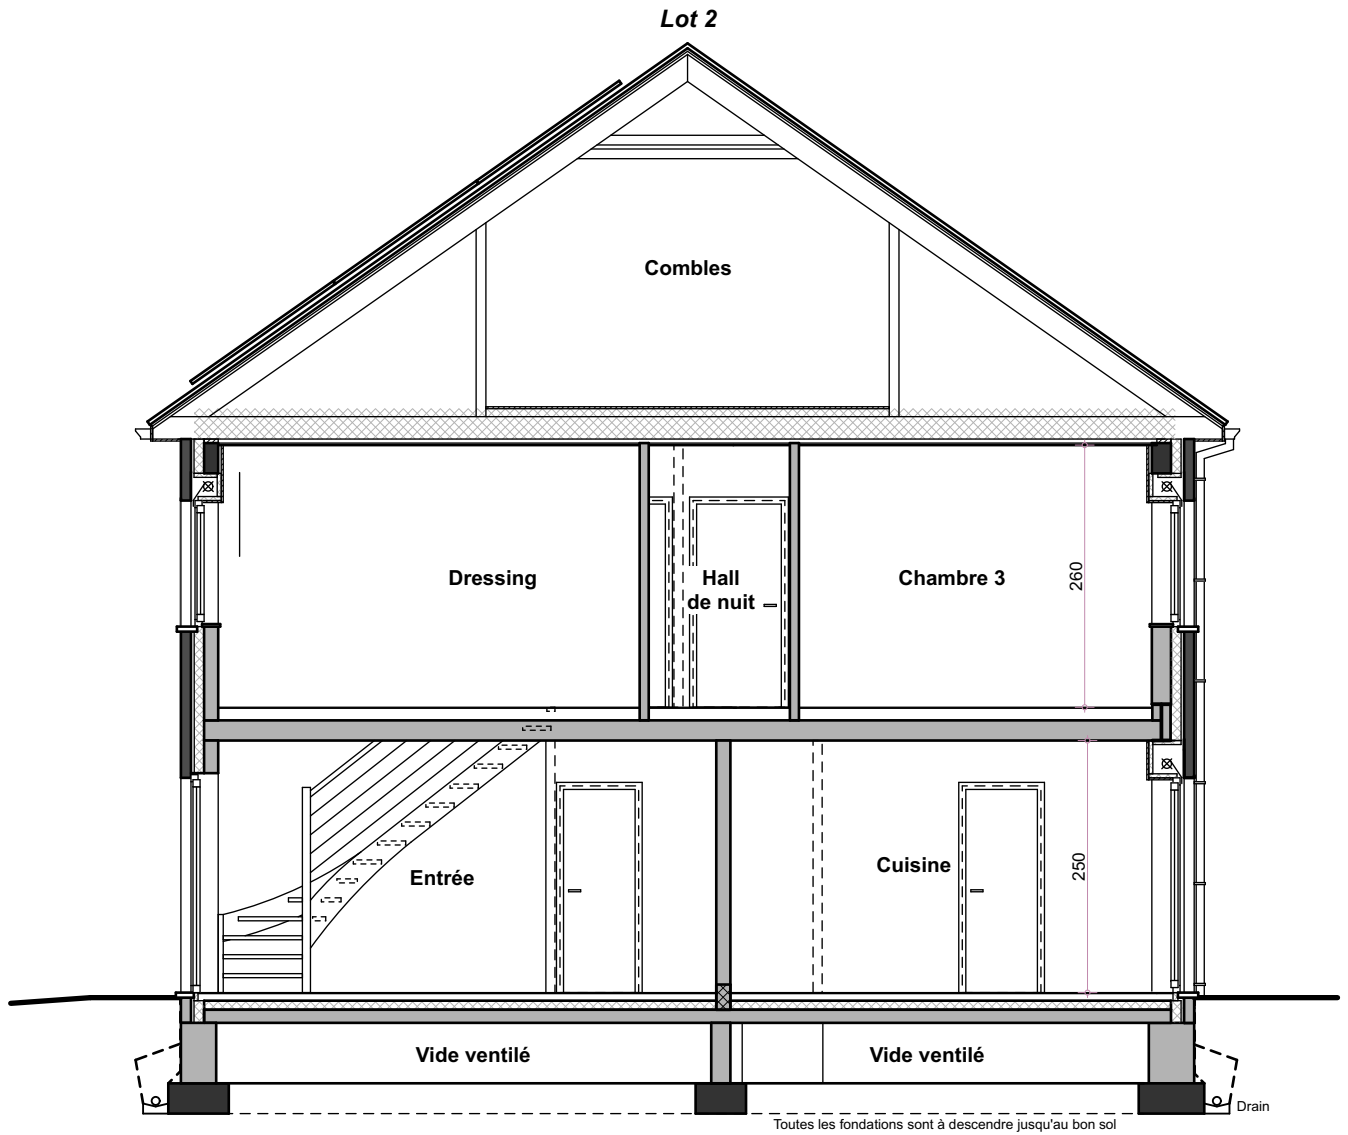 Lot 2
Combles
Dressing
Hall
de nuit
Chambre 3
260
Entrée
Cuisine
250
Vide ventilé
Vide ventilé
Drain
Toutes les fondations sont à descendre jusqu'au bon sol